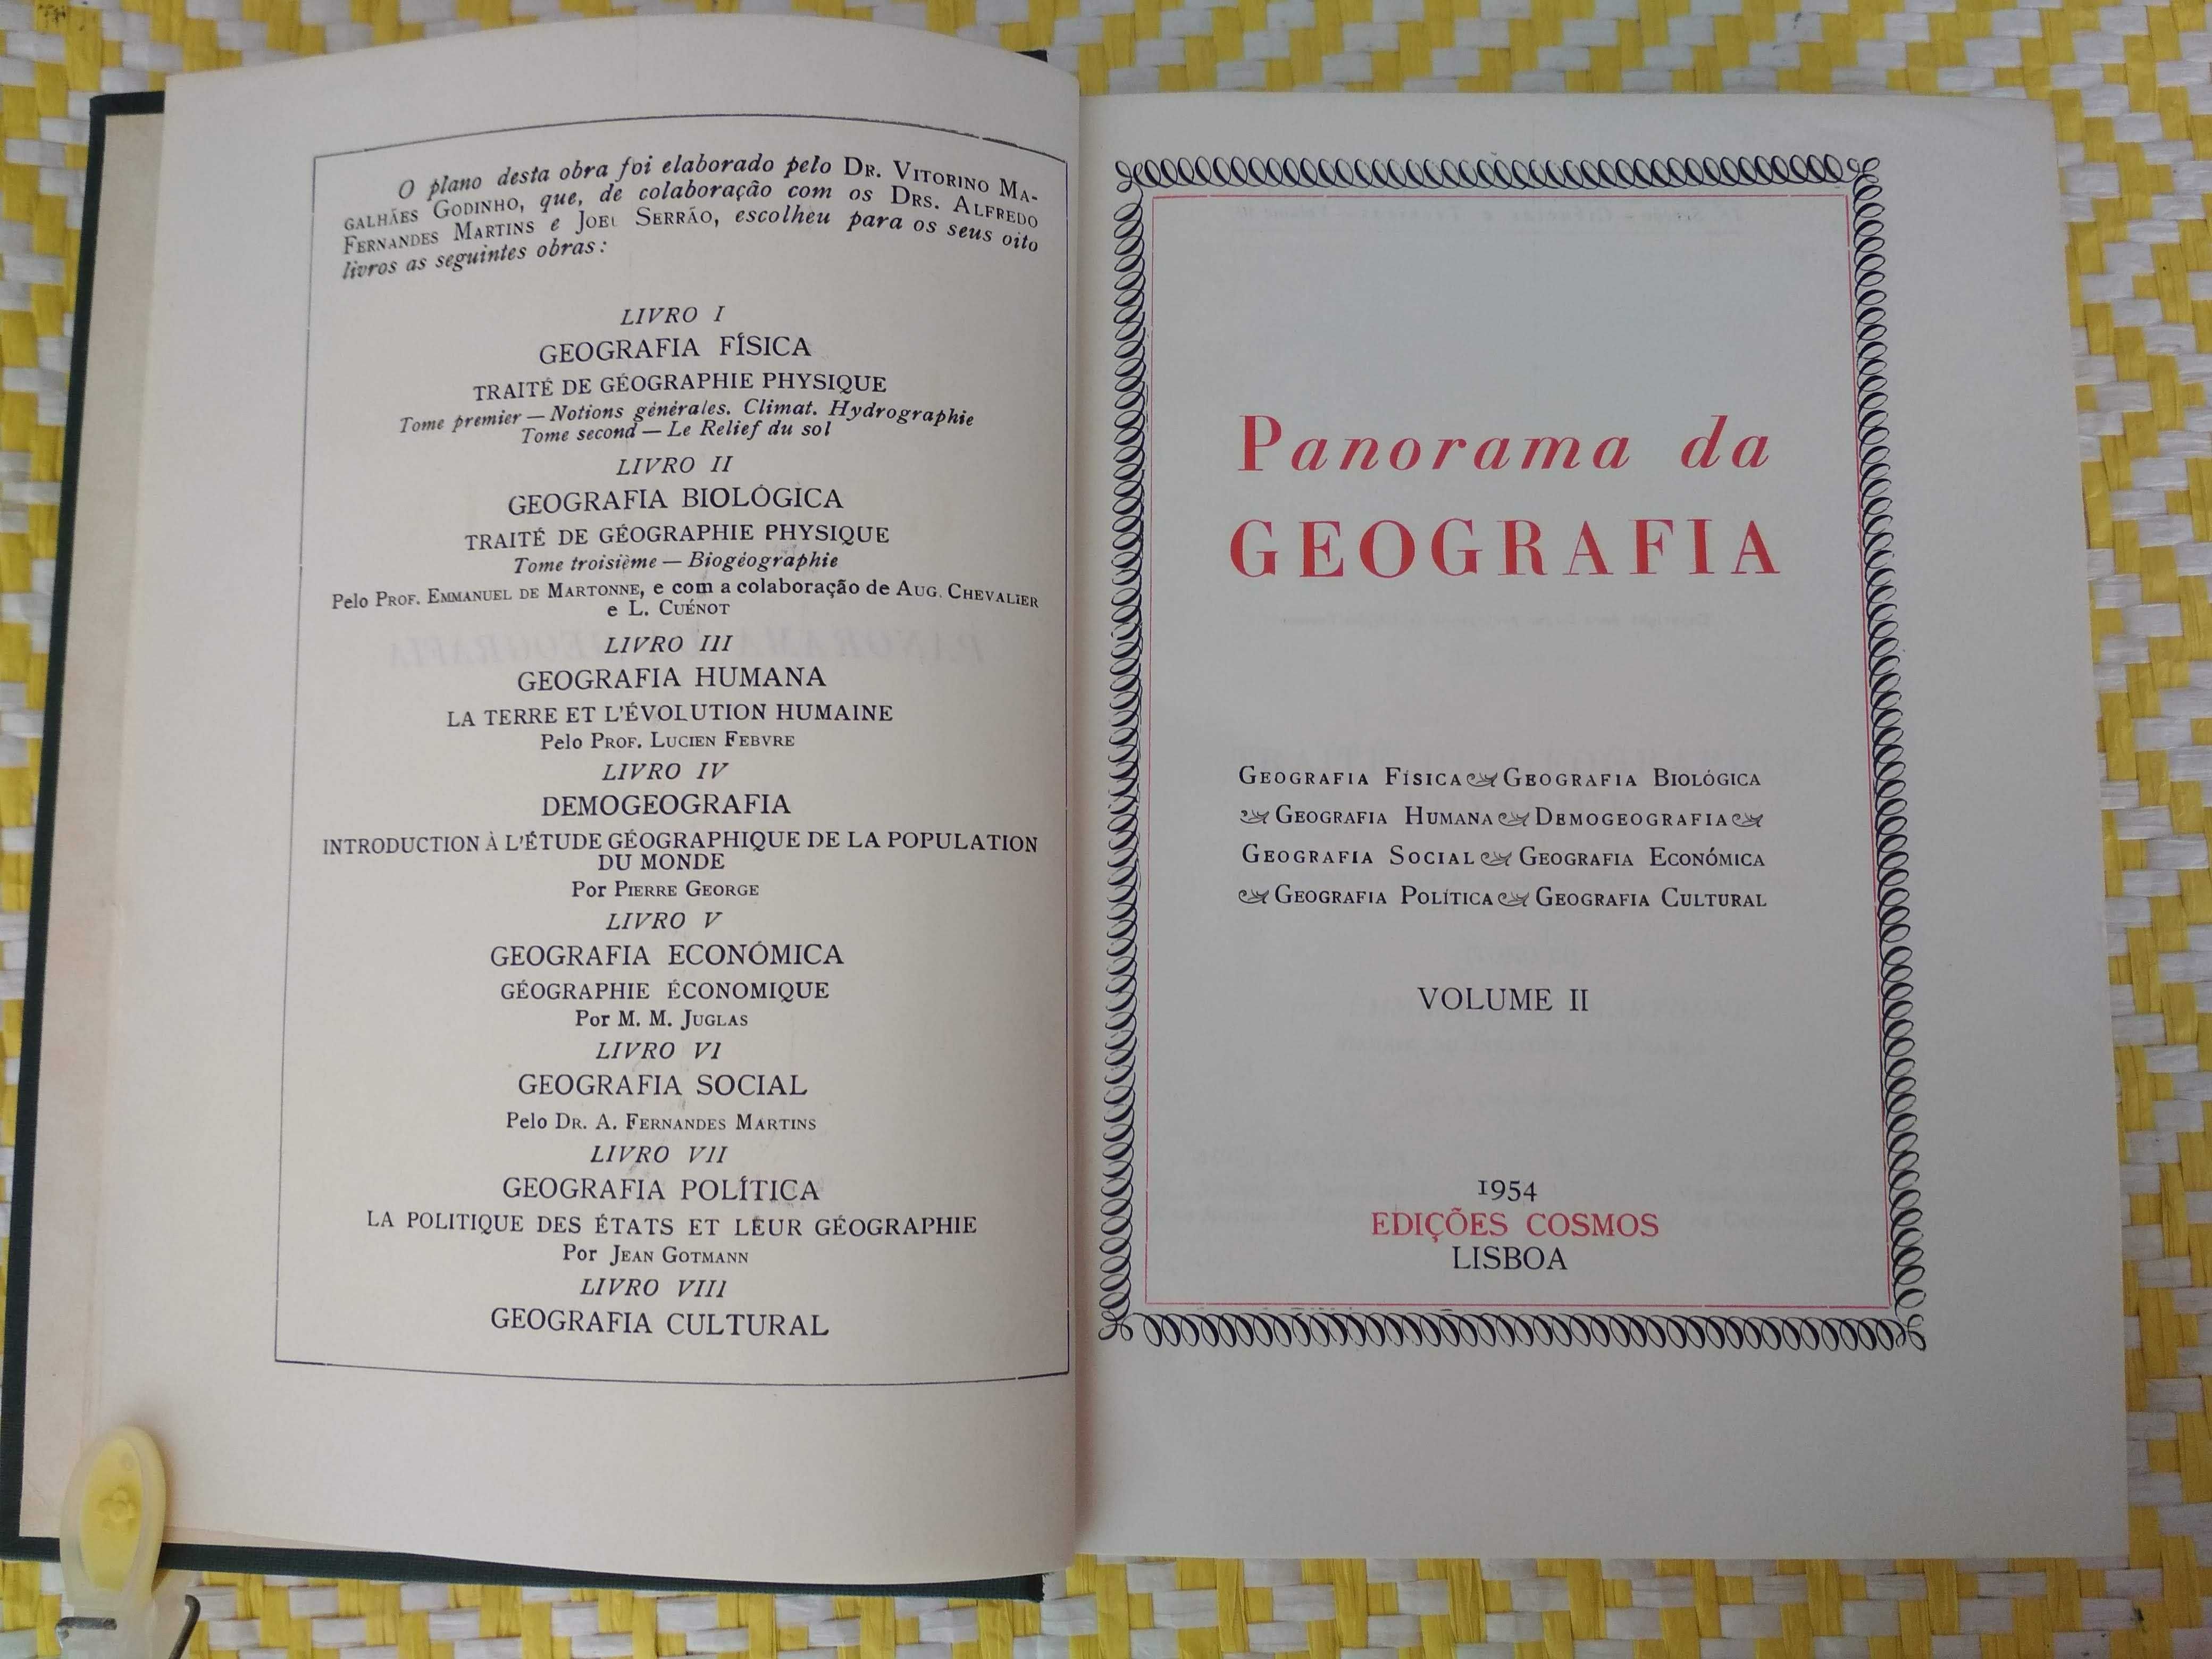 O plano desta obra foi elaborado pelo DR. VITORINO MA-
GALHÃES GODINHO, que, de colaboração com os DRS. ALFREDO
FERNANDES MARTINS e JOEL SERRÃO, escolheu para os seus oito
livros as seguintes obras:
LIVRO I
GEOGRAFIA FÍSICA
TRAITÉ DE GÉOGRAPHIE PHYSIQUE
Tome premier — Notions générales. Climat. Hydrographie
Tome second — Le Relief du sol
LIVRO II
GEOGRAFIA BIOLÓGICA
TRAITÉ DE GÉOGRAPHIE PHYSIQUE
Tome troisième — Biogéographie
Pelo PROF. EMMANUEL DE MARTONNE, e com a colaboração de AUG. CHEVALIER
e L. CUÉNOT
LIVRO III
GEOGRAFIA HUMANA
LA TERRE ET L'ÉVOLUTION HUMAINE
Pelo PROF. LUCIEN FEBVRE
LIVRO IV
DEMOGEOGRAFIA
INTRODUCTION À L'ÉTUDE GÉOGRAPHIQUE DE LA POPULATION
DU MONDE
Por PIERRE GEORGE
LIVRO V
GEOGRAFIA ECONÓMICA
GÉOGRAPHIE ÉCONOMIQUE
Por M. M. JUGLAS
LIVRO VI
GEOGRAFIA SOCIAL
Pelo DR. A. FERNANDES MARTINS
LIVRO VII
GEOGRAFIA POLÍTICA
LA POLITIQUE DES ÉTATS ET LEUR GÉOGRAPHIE
Por JEAN GOTMANN
LIVRO VIII
GEOGRAFIA CULTURAL
Panorama da
GEOGRAFIA
GEOGRAFIA FÍSICA GEOGRAFIA BIOLÓGICA
GEOGRAFIA HUMANA DEMOGEOGRAFIA
GEOGRAFIA SOCIAL GEOGRAFIA ECONÓMICA
GEOGRAFIA POLÍTICA GEOGRAFIA CULTURAL
VOLUME II
1954
EDIÇÕES COSMOS
LISBOA